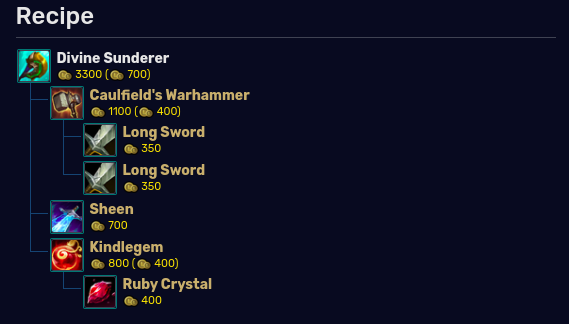 Recipe
Divine Sunderer
3300 ( 700)
Caulfield's Warhammer
1100 ( 400)
Long Sword
350
Long Sword
350
Sheen
700
Kindlegem
800 ( 400)
Ruby Crystal
400